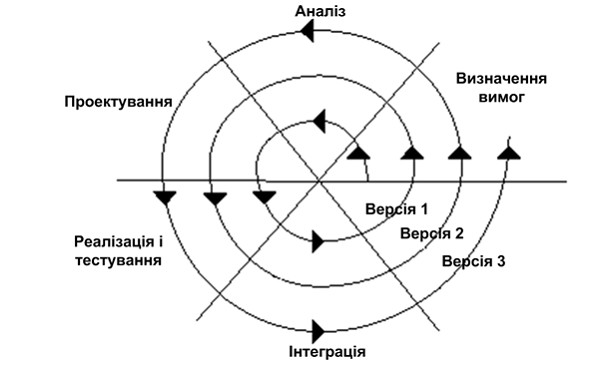 Аналіз
Визначення
вимог
Проектування
Версія 1
Версія 2
Реалізація і
тестування
Версія 3
Інтеграція